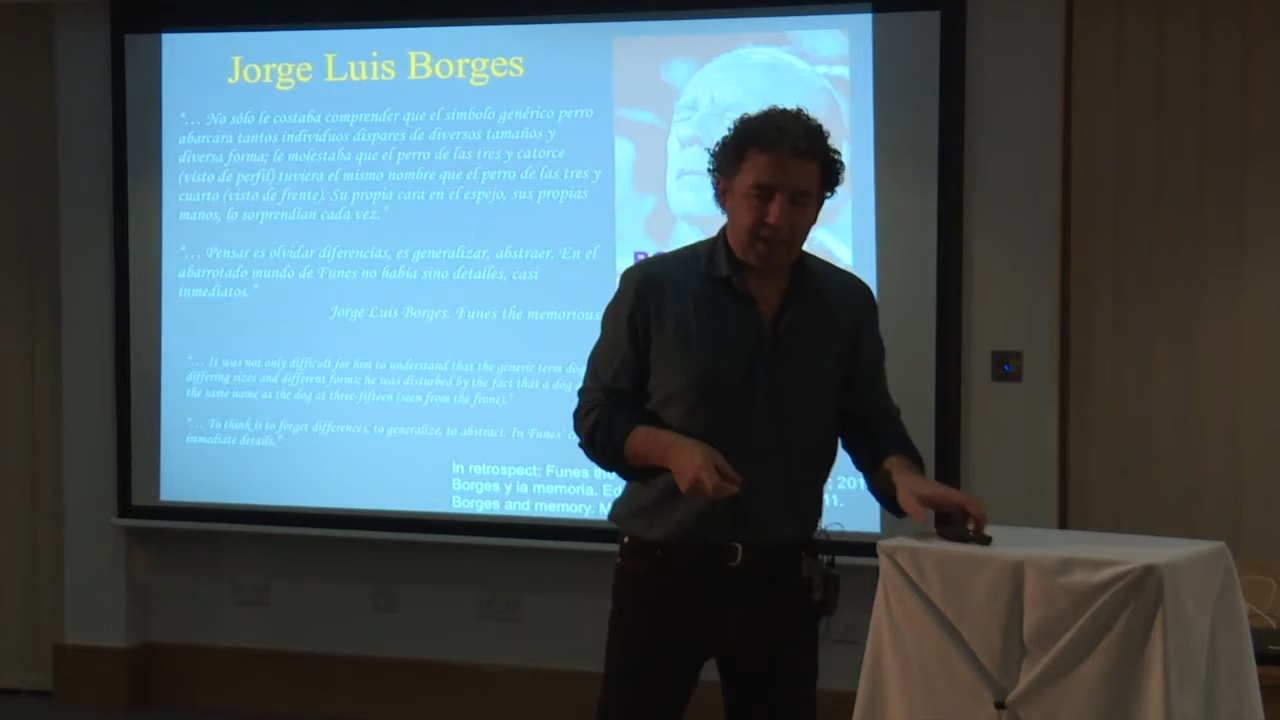 Jorge Luis Borges
"… No sólo le costaba comprender que el símbolo genérico perro
abarcara tantos individuos dispares de diversos tamaños y
diversa forma; le molestaba que el perro de las tres y catorce
(visto de perfil) tuviera el mismo nombre que el perro de las tres y
cuarto (visto de frente). Su propia cara en el espejo, sus propias
manos, lo sorprendían cada vez."
"… Pensar es olvidar diferencias, es generalizar, abstraer. En el
abarrotado mundo de Funes no había sino detalles, casi
inmediatos."
Jorge Luis Borges. Funes the memorious
"… It was not only difficult for him to understand that the generic term dog
differing sizes and different forms; he was disturbed by the fact that a dog
the same name as the dog at three-fifteen (seen from the front)."
"… To think is to forget differences, to generalize, to abstract. In Funes'
immediate details."
In retrospect: Funes the
Borges y la memoria. Ed
Borges and memory. M